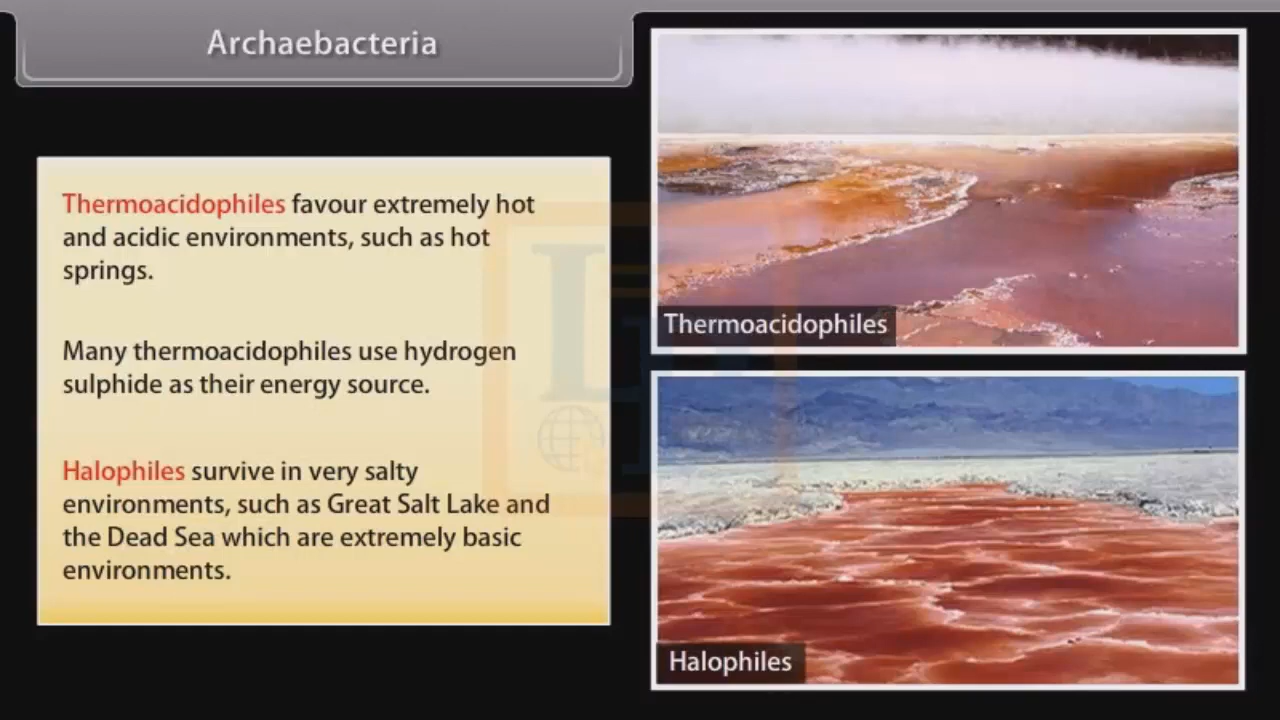 Archaebacteria
Thermoacidophiles favour extremely hot
and acidic environments, such as hot
springs.
Many thermoacidophiles use hydrogen
sulphide as their energy source.
Halophiles survive in very salty
environments, such as Great Salt Lake and
the Dead Sea which are extremely basic
environments.
Thermoacidophiles
Halophiles